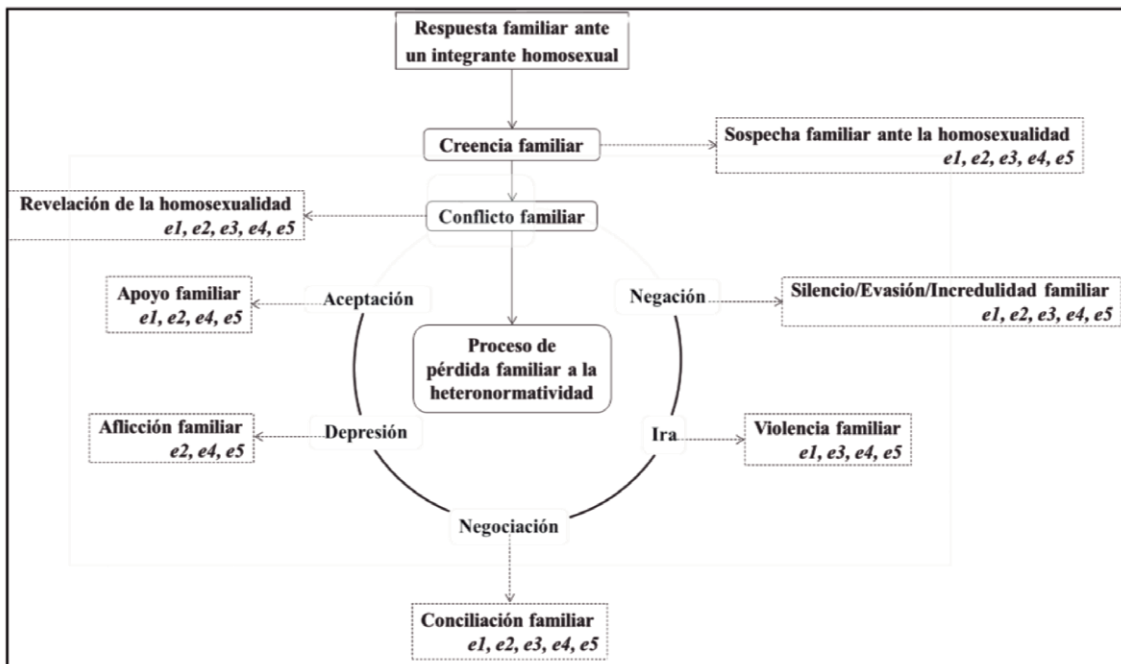 Respuesta familiar ante
un integrante homosexual
Creencia familiar
Sospecha familiar ante la homosexualidad
e1, e2, e3, e4, e5
Revelación de la homosexualidad
e1, e2, e3, e4, e5
Conflicto familiar
Apoyo familiar
e1, e2, e4, e5
Aceptación
Negación
Silencio/Evasión/Incredulidad familiar
e1, e2, e3, e4, e5
Proceso de
pérdida familiar a la
heteronormatividad
Aflicción familiar
e2, e4, e5
Depresión
Ira
Violencia familiar
e1, e3, e4, e5
Negociación
Conciliación familiar
e1, e2, e3, e4, e5